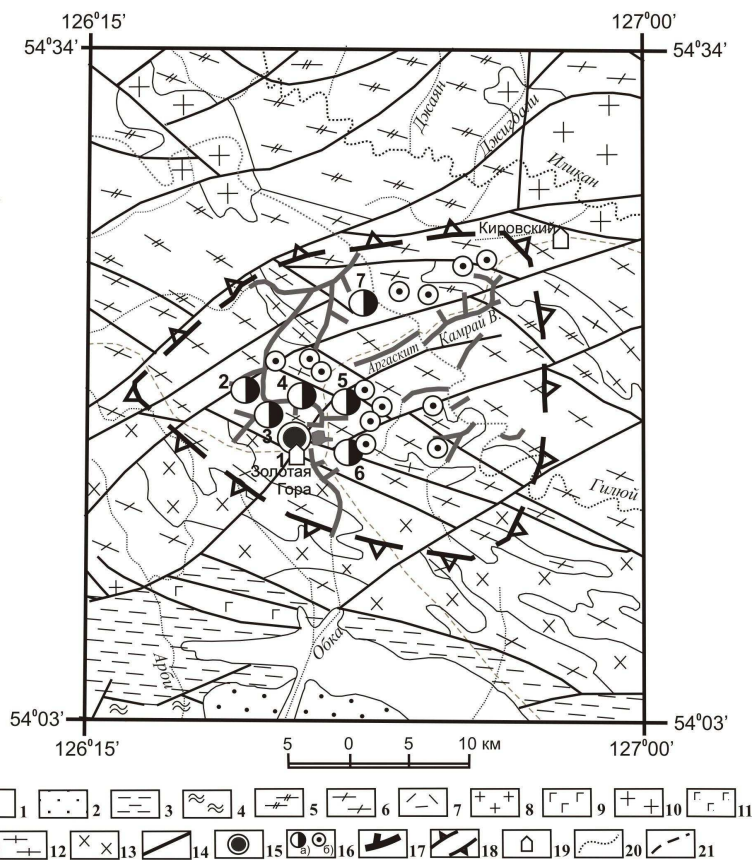 126°15’ 127°00’
54°34’ 54°34’
Джаян
Джигдали
Иликан
Кировский
7
Камрай В.
Аргаскит
2 4 5
3
1 6
Золотая
Гора
Гилюй
Обка
54°03’ 54°03’
126°15’ 127°00’
5 0 5 10 км
1 2 3 4 5 6 7 8 9 10 11
12 13 14 15 а) б) 16 17 18 19 20 21